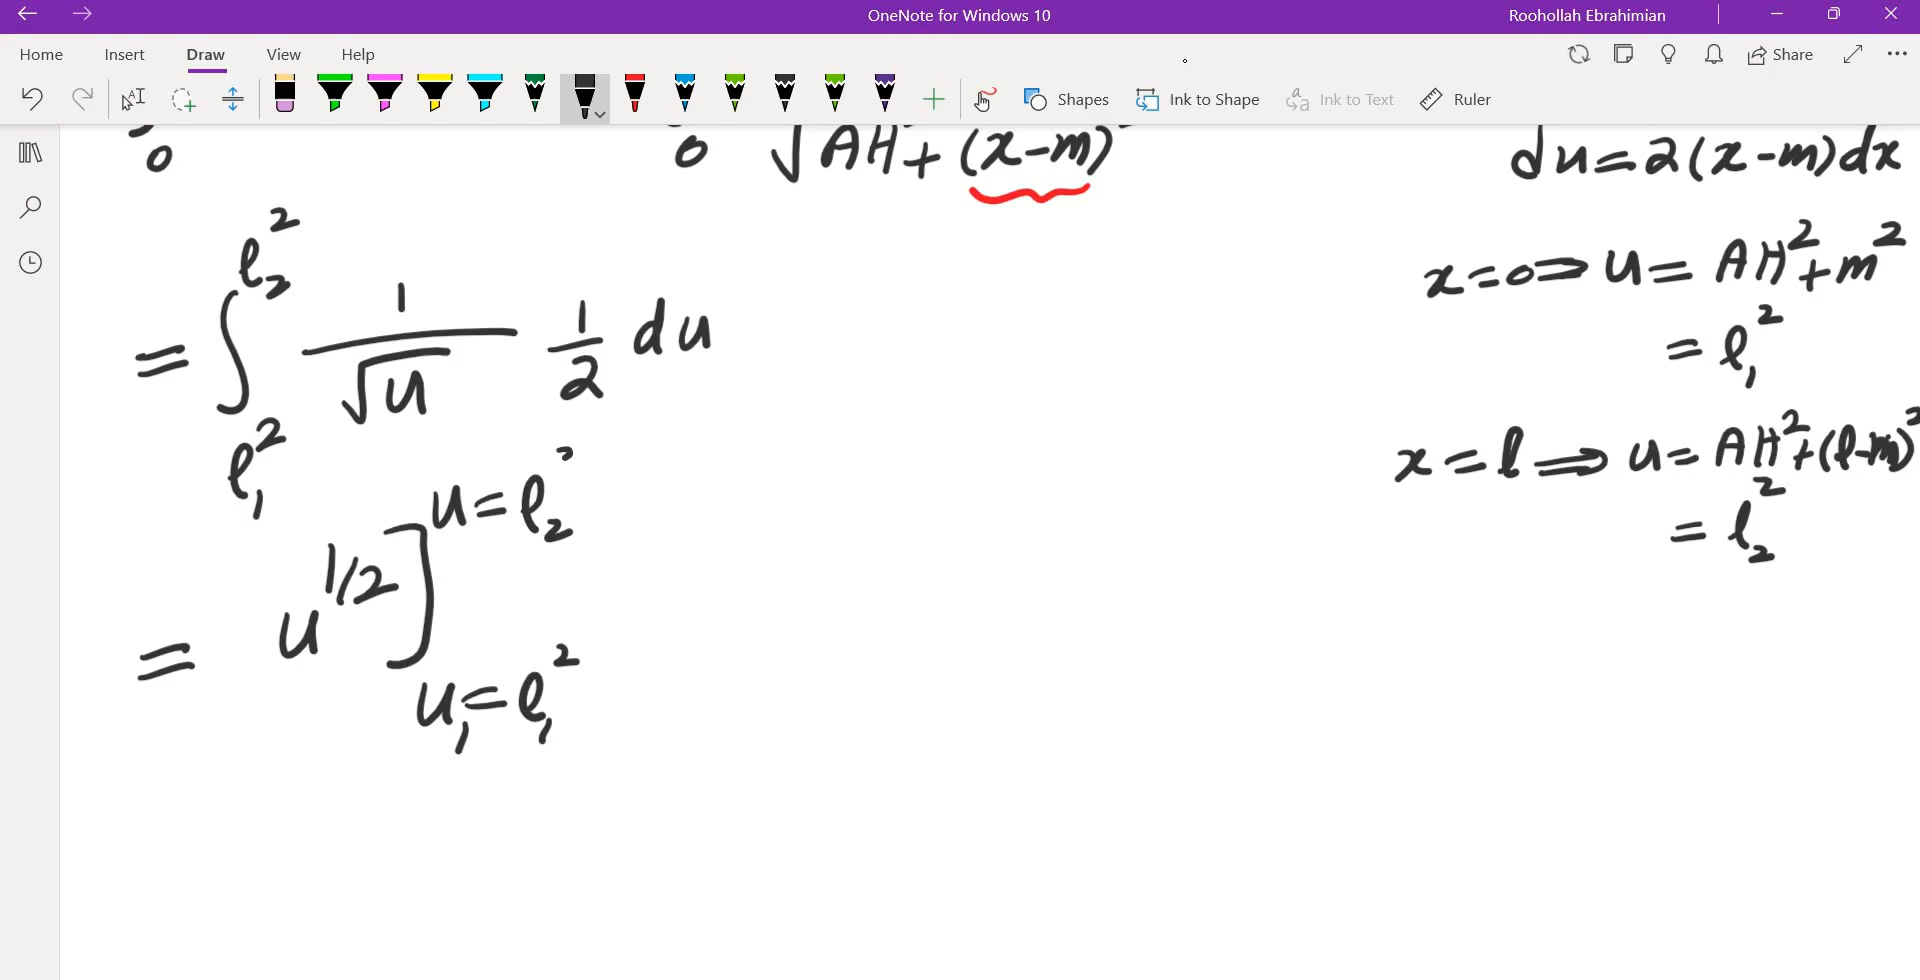 OneNote for Windows 10
Roohollah Ebrahimian
Home Insert Draw View Help
Share
Shapes Ink to Shape Ink to Text Ruler
0 0 √AH + (x-m)
du = 2(x-m)dx
= ∫_{ℓ₁²}^{ℓ₂²} 1/√u 1/2 du
x=0 ⇒ u = AH²+m²
= ℓ₁²
x=ℓ ⇒ u= AH²+(ℓ-m)²
= ℓ₂²
= u^{1/2}]_{u₁=ℓ₁²}^{u=ℓ₂²}